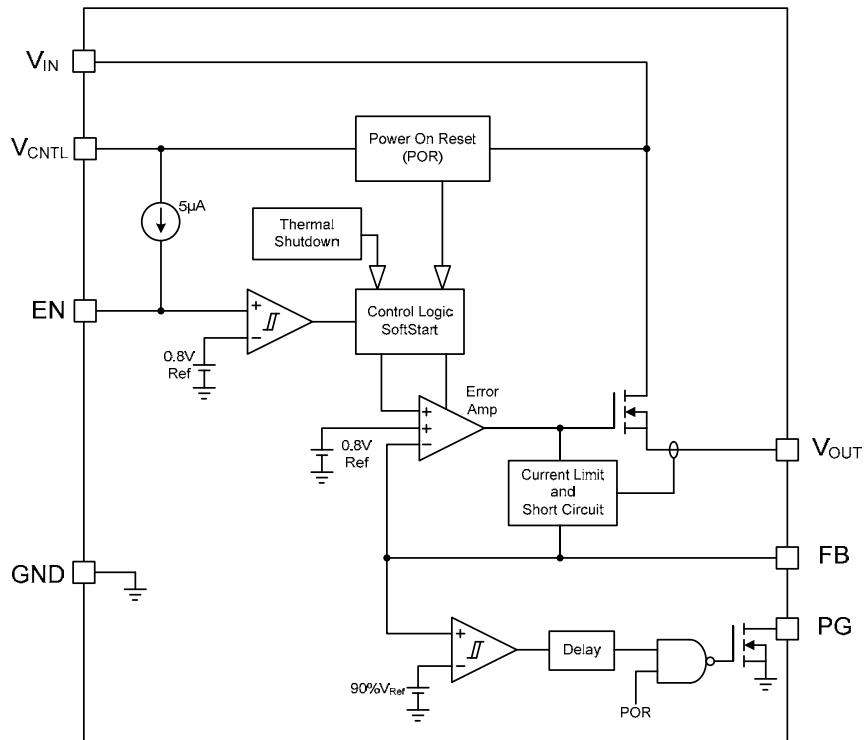 VIN
VCNTL
Power On Reset
(POR)
5µA
Thermal
Shutdown
EN
+
−
Control Logic
SoftStart
0.8V
Ref
Error
Amp
+
+
−
0.8V
Ref
VOUT
Current Limit
and
Short Circuit
GND
FB
PG
+
−
Delay
90%VRef
POR